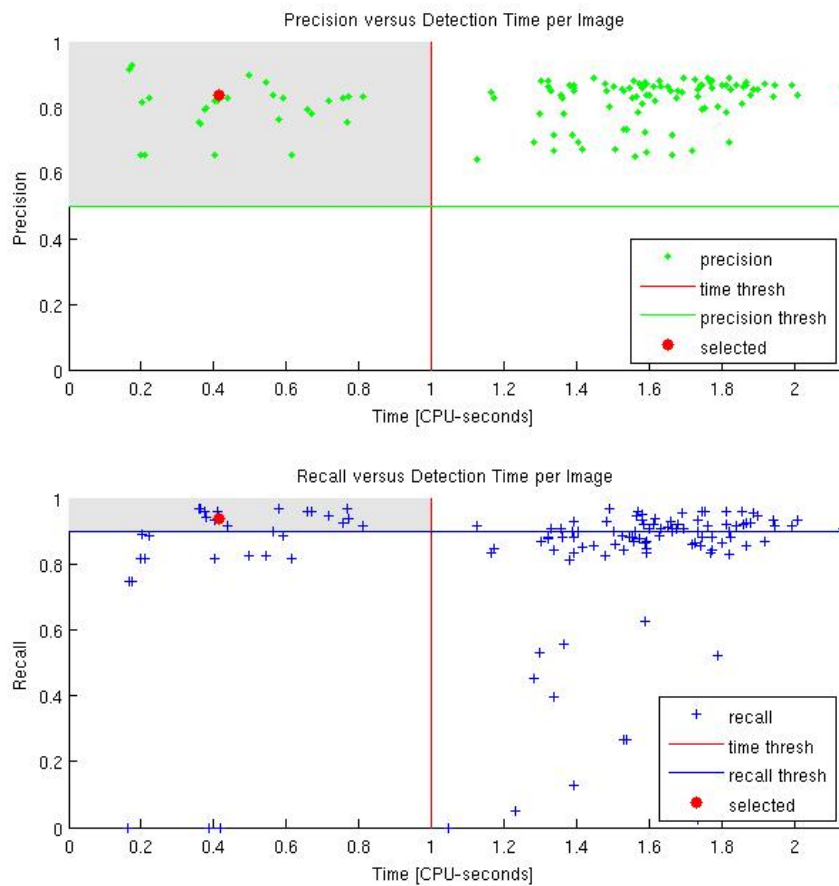 Precision versus Detection Time per Image
1
0.8
0.6
0.4
0.2
0
Precision
precision
time thresh
precision thresh
selected
0 0.2 0.4 0.6 0.8 1 1.2 1.4 1.6 1.8 2
Time [CPU-seconds]
Recall versus Detection Time per Image
1
0.8
0.6
0.4
0.2
0
Recall
recall
time thresh
recall thresh
selected
0 0.2 0.4 0.6 0.8 1 1.2 1.4 1.6 1.8 2
Time [CPU-seconds]